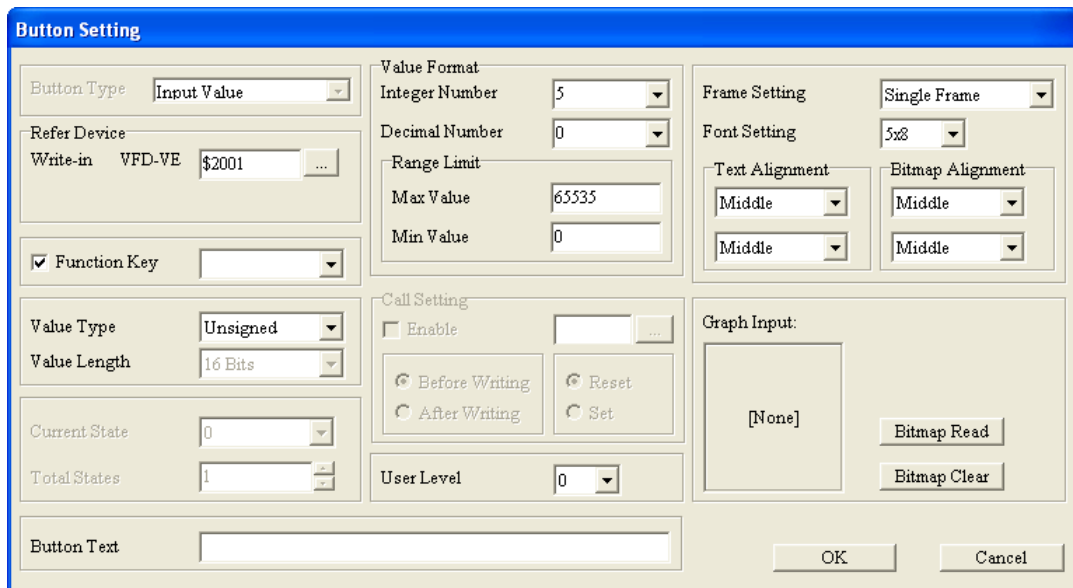 Button Setting
Button Type Input Value
Refer Device
Write-in VFD-VE $2001 ...
Function Key
Value Type Unsigned
Value Length 16 Bits
Current State 0
Total States 1
Button Text
Value Format
Integer Number 5
Decimal Number 0
Range Limit
Max Value 65535
Min Value 0
Call Setting
Enable ...
Before Writing Reset
After Writing Set
User Level 0
Frame Setting Single Frame
Font Setting 5x8
Text Alignment Bitmap Alignment
Middle Middle
Middle Middle
Graph Input:
[None]
Bitmap Read
Bitmap Clear
OK Cancel